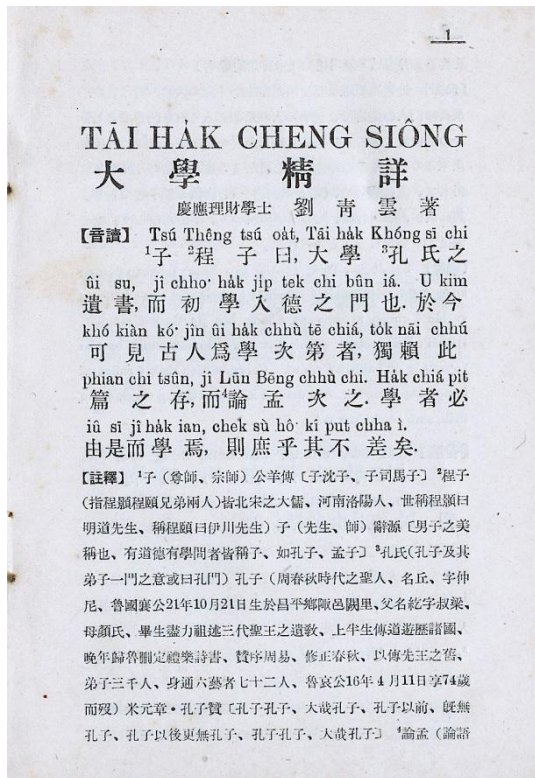 1
TĀI HA̍K CHENG SIÔNG
大學精詳
慶應理財學士 劉青雲著
【音讀】 Tsú Thêng tsú oa̍t, Tāi ha̍k Khóng sī chi
¹子 ²程 子 曰, 大 學 ³孔 氏 之
ûi su, jî chho͘ ha̍k ji̍p tek chi bûn iá. U kim
遺 書, 而 初 學 入 德 之 門 也. 於 今
khó kiàn kó͘ jîn ûi ha̍k chhù tē chiá, to̍k nāi chhú
可 見 古 人 爲 學 次 第 者, 獨 賴 此
phian chi tsûn, ji Lūn Bēng chhù chi. Ha̍k chiá pit
篇 之 存, 而 ⁴論 孟 次 之. 學 者 必
iû sī jî ha̍k ian, chek sù hô͘ ki put chha ì.
由 是 而 學 焉, 則 庶 乎 其 不 差 矣.
【註釋】 ¹子 (尊師、宗師) 公羊傳〔子沈子、子司馬子〕 ²程子
(指程顥程頤兄弟兩人) 皆北宋之大儒、河南洛陽人、世稱程顥曰
明道先生、稱程頤曰伊川先生) 子 (先生、師) 辭源〔男子之美
稱也、有道德有學問者皆稱子、如孔子、孟子〕 ³孔氏(孔子及其
弟子一門之意或曰孔門) 孔子 (周春秋時代之聖人、名丘、字仲
尼、魯國襄公21年10月21日生於昌平鄉陬邑闕里、父名紇字叔梁、
母顏氏、畢生盡力祖述三代聖王之遺敎、上半生傳道遊歷諸國、
晚年歸魯刪定禮樂詩書、贊序周易、修正春秋、以傳先王之舊、
弟子三千人、身通六藝者七十二人、魯哀公16年4月11日享74歲
而歿) 米元章・孔子贊〔孔子孔子、大哉孔子、孔子以前、旣無
孔子、孔子以後更無孔子、孔子孔子、大哉孔子〕 ⁴論孟 (論語